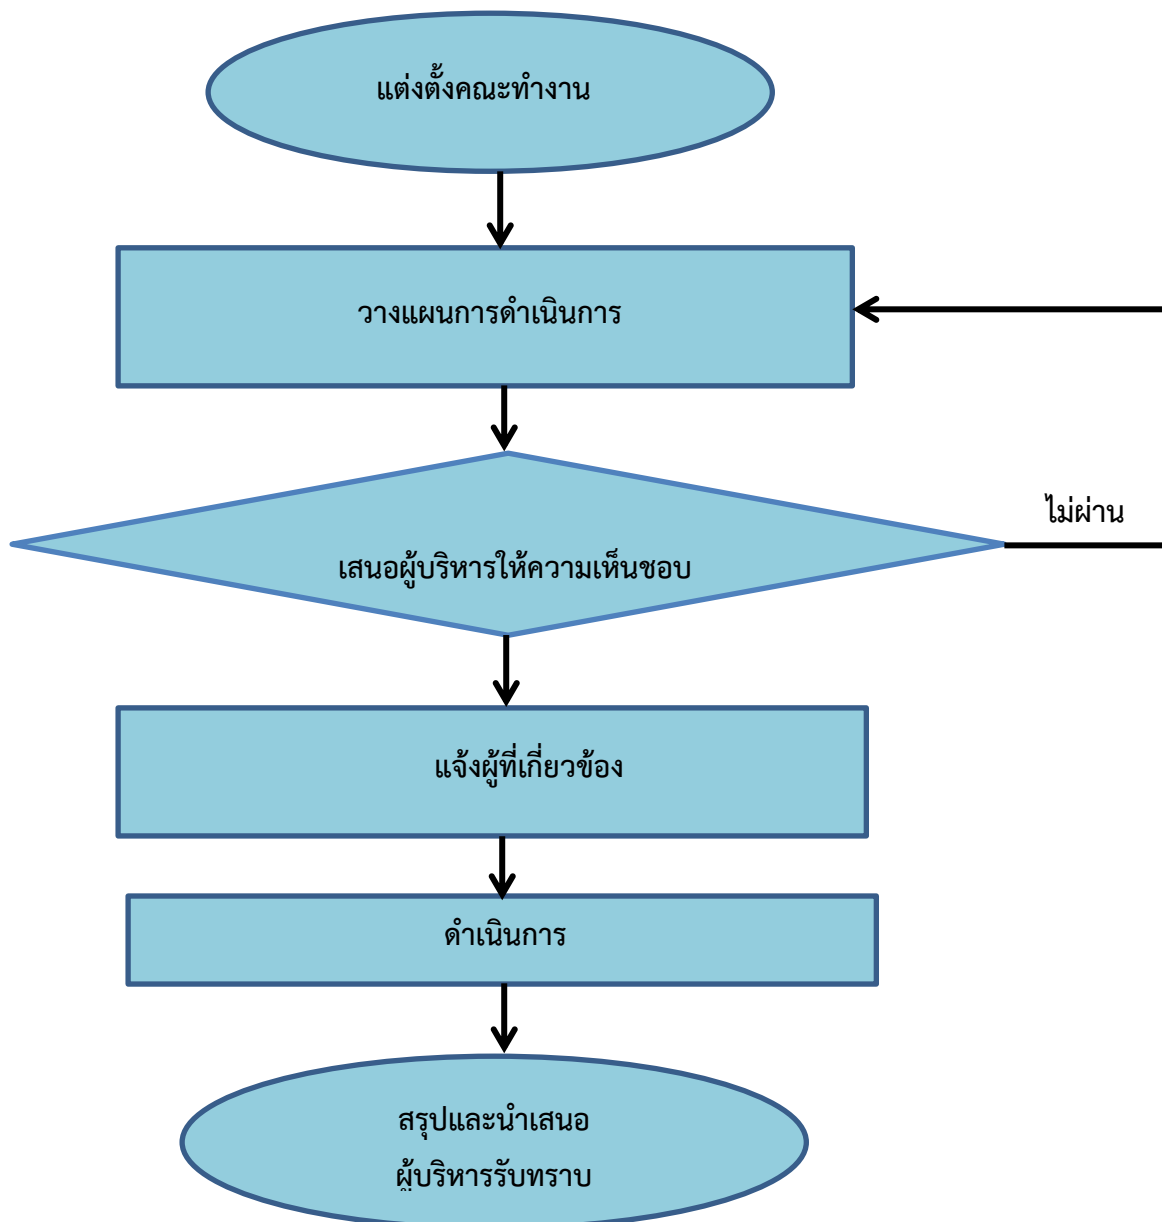 แต่งตั้งคณะทำงาน
วางแผนการดำเนินการ
ไม่ผ่าน
เสนอผู้บริหารให้ความเห็นชอบ
แจ้งผู้ที่เกี่ยวข้อง
ดำเนินการ
สรุปและนำเสนอ
ผู้บริหารรับทราบ